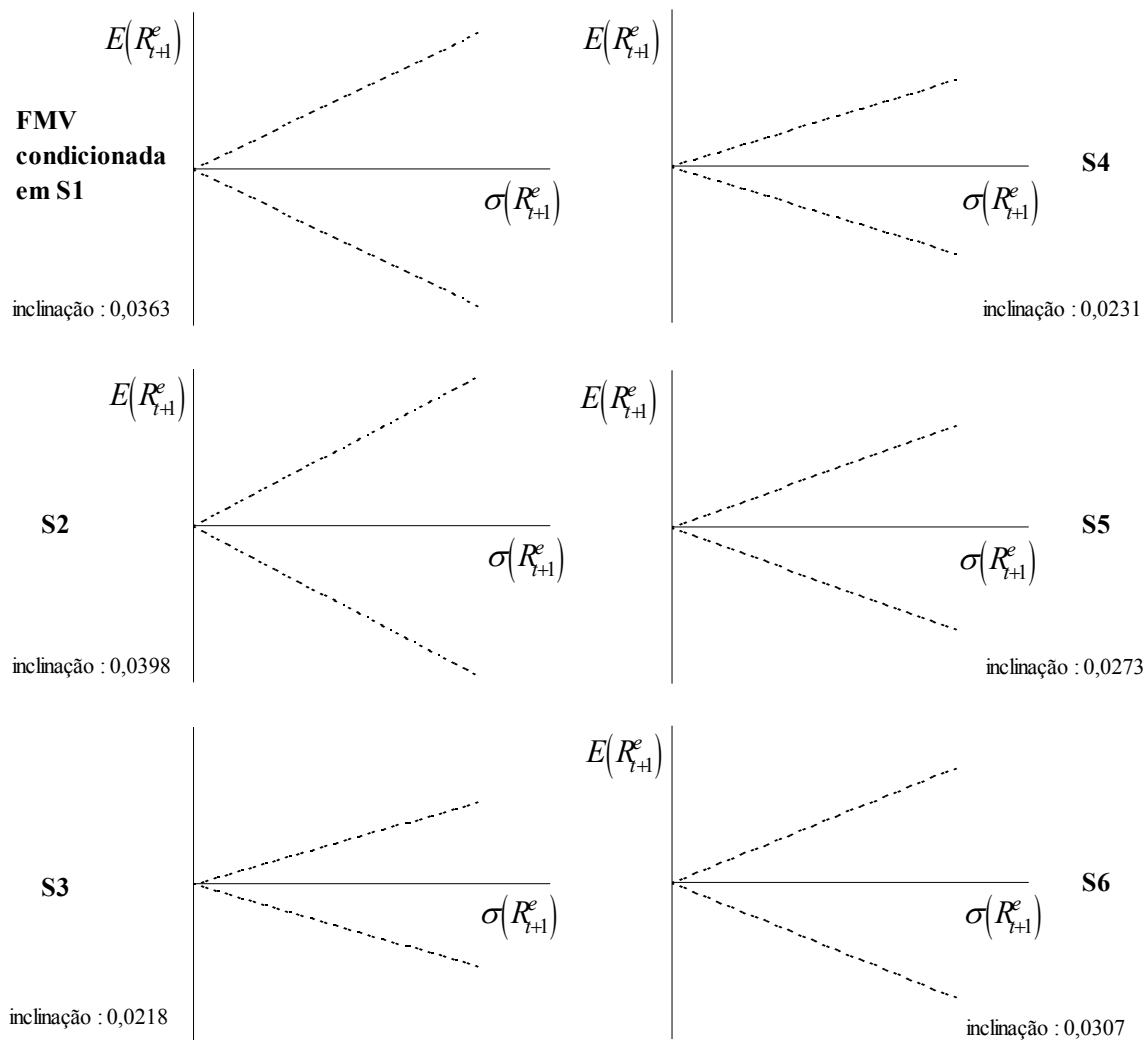 E(R^e_{t+1})
FMV
condicionada
em S1
σ(R^e_{t+1})
inclinação : 0,0363
E(R^e_{t+1})
S4
σ(R^e_{t+1})
inclinação : 0,0231
E(R^e_{t+1})
S2
σ(R^e_{t+1})
inclinação : 0,0398
E(R^e_{t+1})
S5
σ(R^e_{t+1})
inclinação : 0,0273
S3
σ(R^e_{t+1})
inclinação : 0,0218
E(R^e_{t+1})
S6
σ(R^e_{t+1})
inclinação : 0,0307